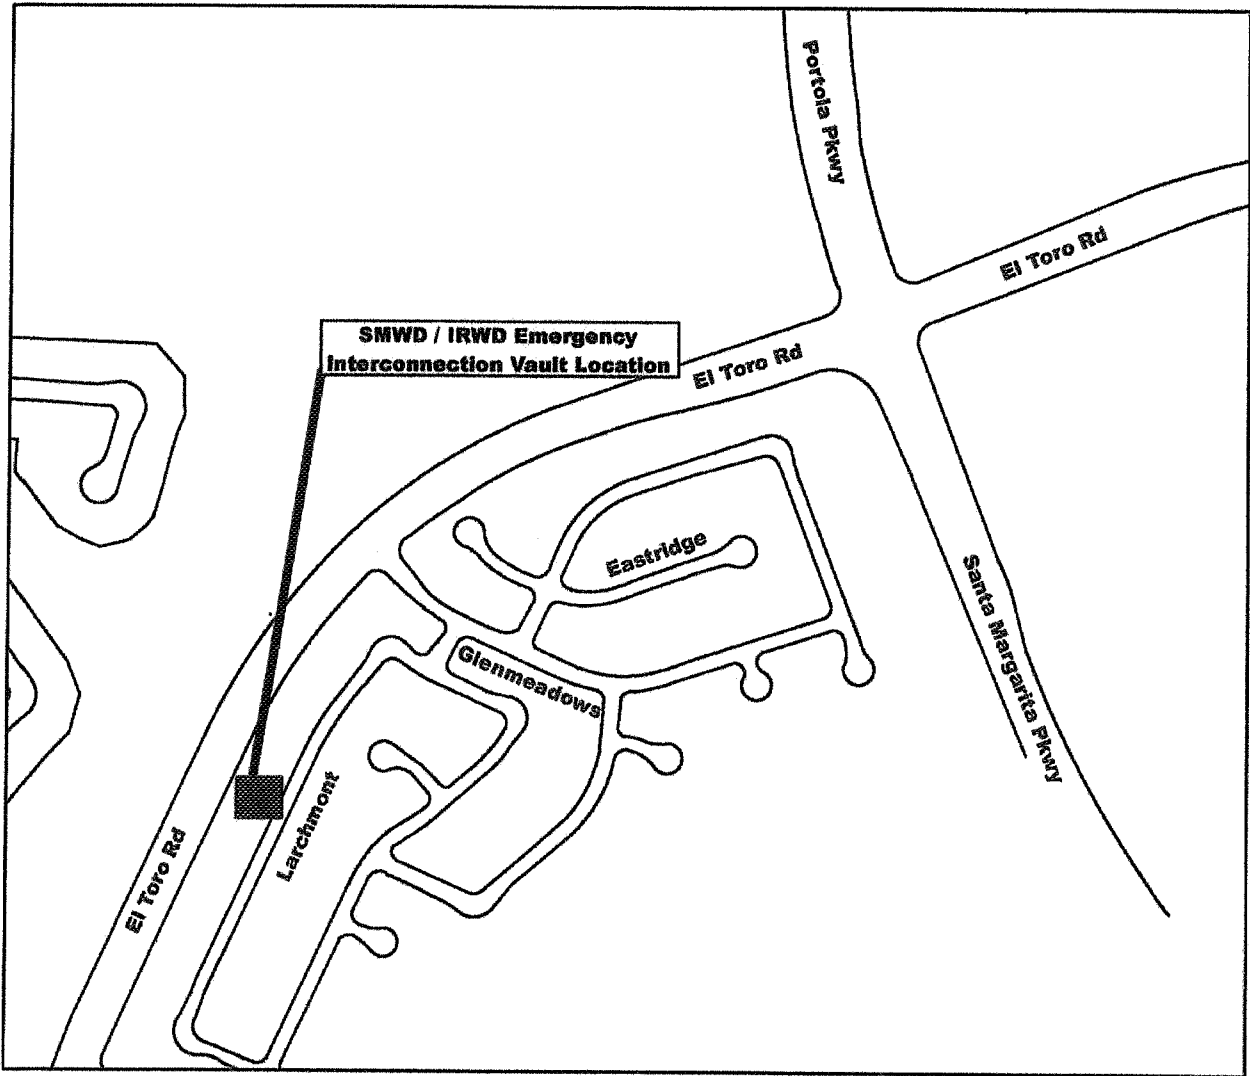 Portola Pkwy
El Toro Rd
SMWD / IRWD Emergency
Interconnection Vault Location
El Toro Rd
Eastridge
Santa Margarita Pkwy
Glenmeadows
Larchmont
El Toro Rd